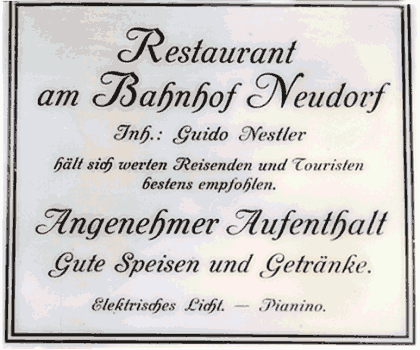 Restaurant
am Bahnhof Neudorf
Inh.: Guido Nestler
hält sich werten Reisenden und Touristen
bestens empfohlen.
Angenehmer Aufenthalt
Gute Speisen und Getränke.
Elektrisches Licht. — Pianino.